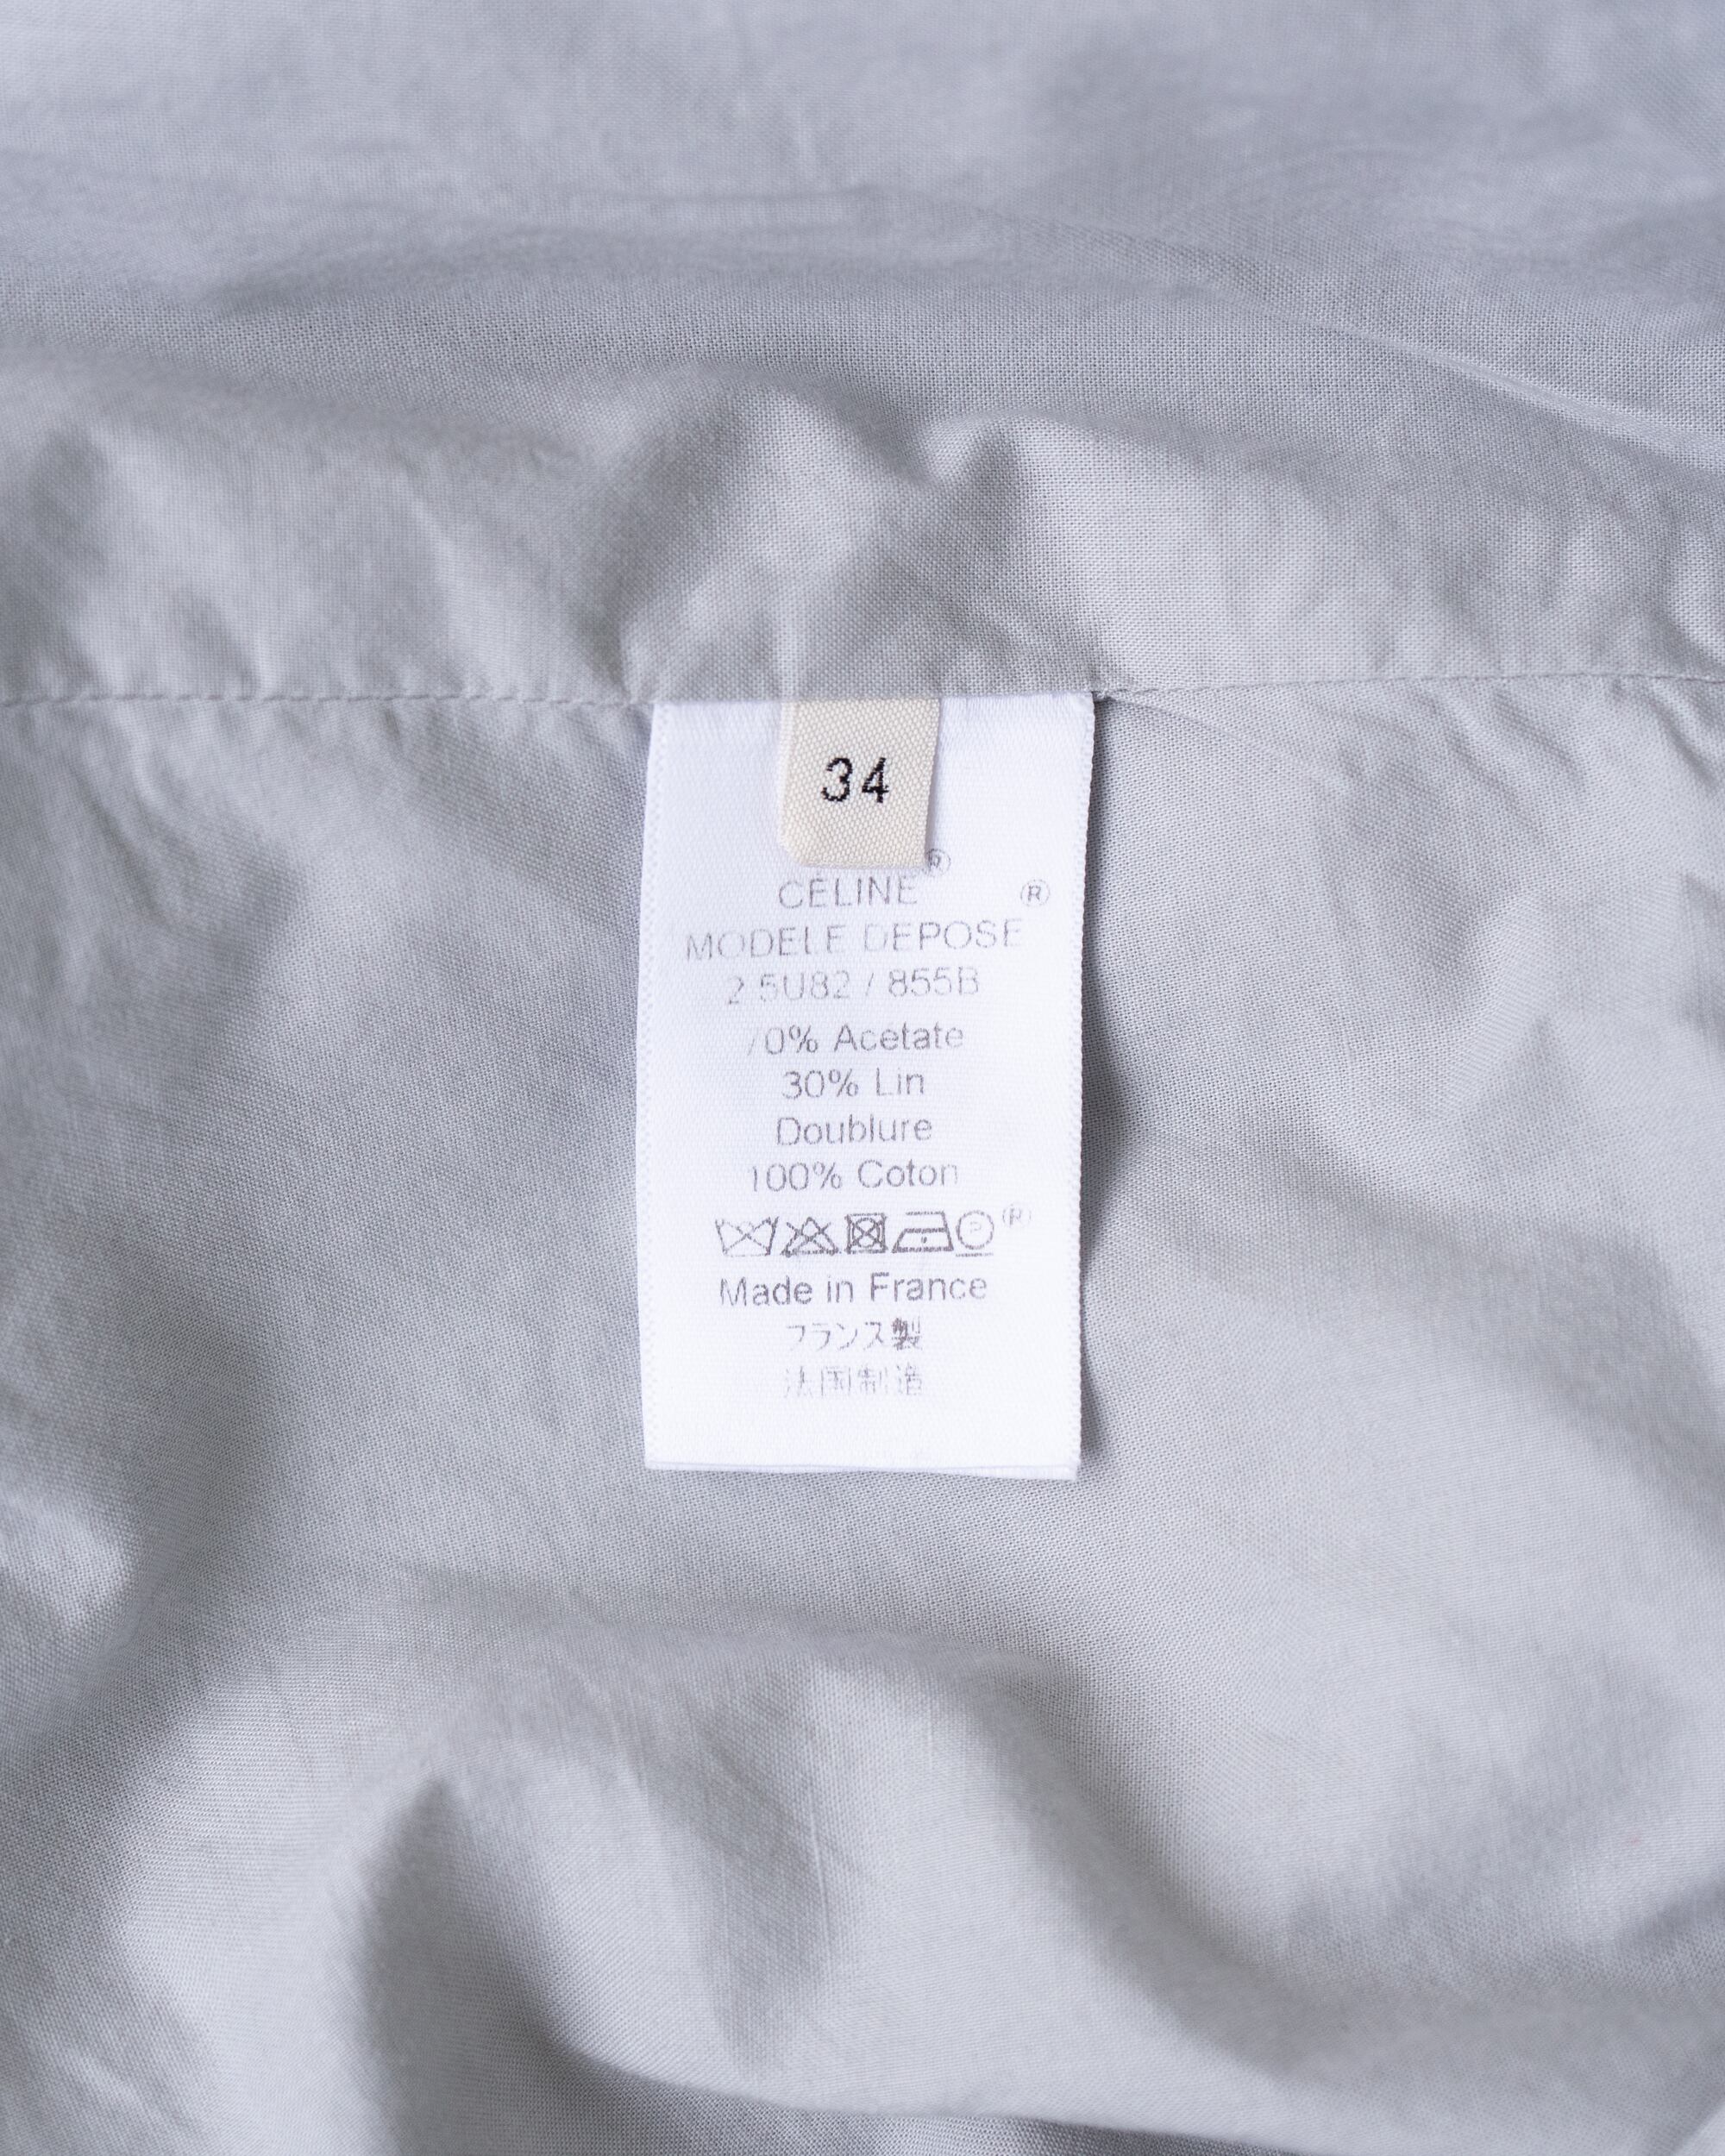 34
CELINE®
MODELE DEPOSE ®
2 5U82 / 855B
70% Acetate
30% Lin
Doublure
100% Coton
®
Made in France
フランス製
法国制造